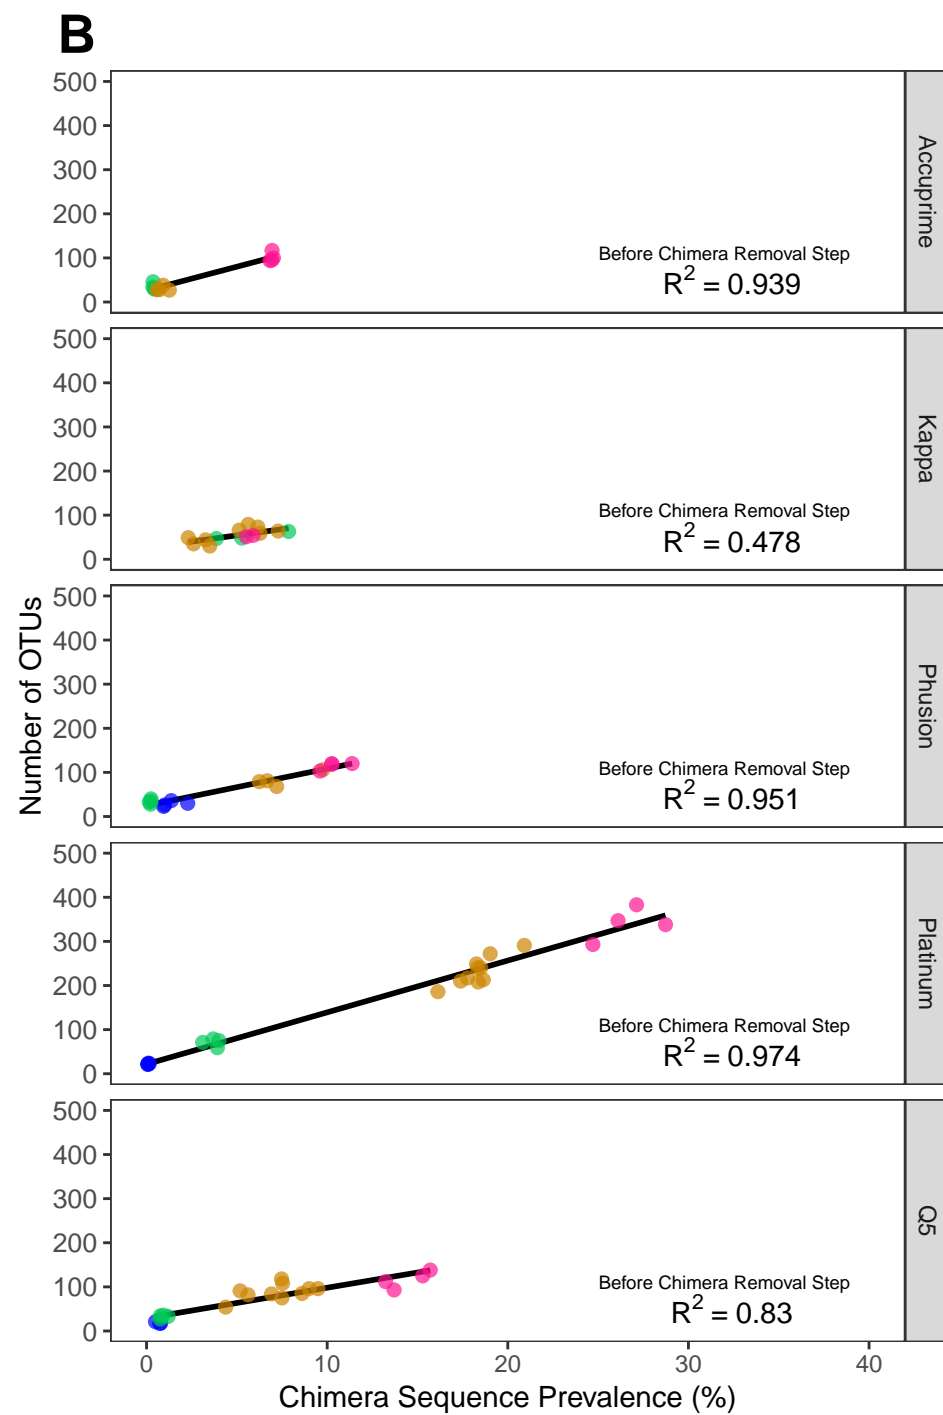 B
500
400
300
200
100
0
Before Chimera Removal Step
R² = 0.939
Accuprime
500
400
300
200
100
0
Before Chimera Removal Step
R² = 0.478
Kappa
Number of OTUs
500
400
300
200
100
0
Before Chimera Removal Step
R² = 0.951
Phusion
500
400
300
200
100
0
Before Chimera Removal Step
R² = 0.974
Platinum
500
400
300
200
100
0
Before Chimera Removal Step
R² = 0.83
Q5
0 10 20 30 40
Chimera Sequence Prevalence (%)